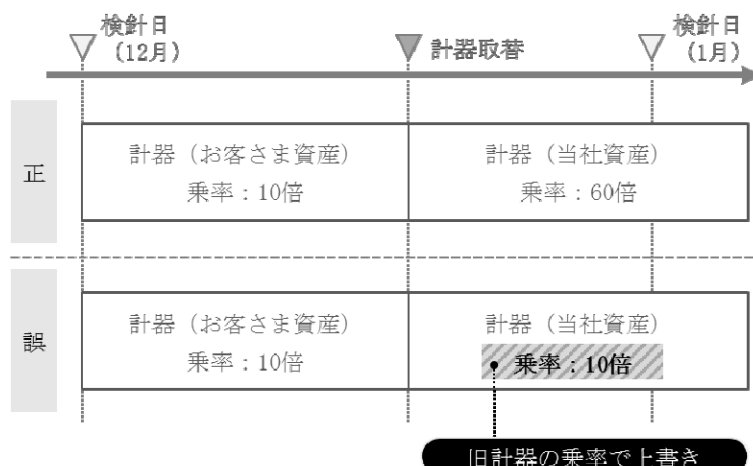 検針日
（12月）
計器取替
検針日
（1月）
正
計器（お客さま資産）
乗率：10倍
計器（当社資産）
乗率：60倍
誤
計器（お客さま資産）
乗率：10倍
計器（当社資産）
乗率：10倍
旧計器の乗率で上書き